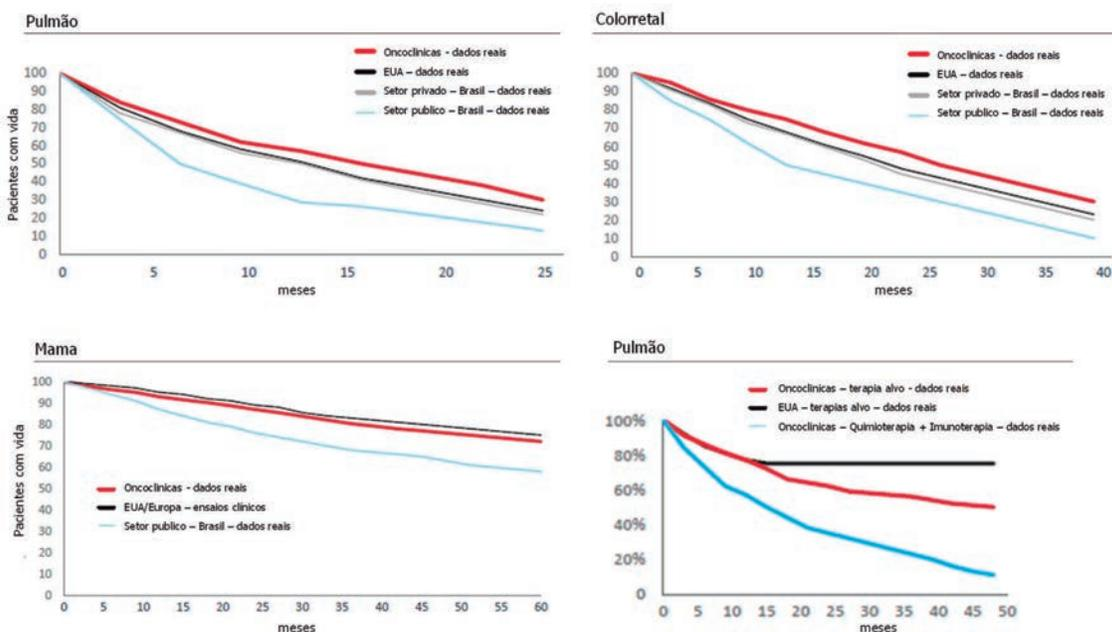 Pulmão
Oncoclinicas - dados reais
EUA – dados reais
Setor privado – Brasil – dados reais
Setor publico – Brasil – dados reais
Pacientes com vida
100
90
80
70
60
50
40
30
20
10
0
0 5 10 15 20 25
meses
Colorretal
Oncoclinicas - dados reais
EUA – dados reais
Setor privado – Brasil – dados reais
Setor publico – Brasil – dados reais
100
90
80
70
60
50
40
30
20
10
0
0 5 10 15 20 25 30 35 40
meses
Mama
Pacientes com vida
100
90
80
70
60
50
40
30
20
10
0
Oncoclinicas - dados reais
EUA/Europa – ensaios clínicos
Setor publico – Brasil – dados reais
0 5 10 15 20 25 30 35 40 45 50 55 60
meses
Pulmão
Oncoclinicas – terapia alvo - dados reais
EUA – terapias alvo – dados reais
Oncoclinicas – Quimioterapia + Imunoterapia – dados reais
100%
80%
60%
40%
20%
0
0 10 20 30 40 50
meses